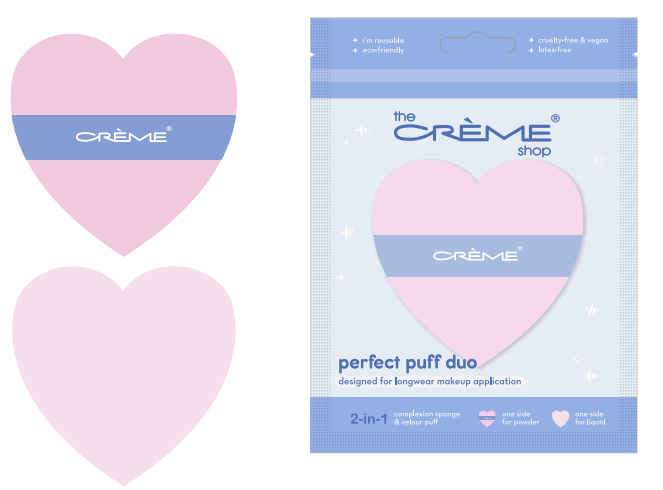 CRÈME®
i'm reusable
eco-friendly
cruelty-free & vegan
latex-free
the
CRÈME®
shop
CRÈME®
perfect puff duo
designed for longwear makeup application
2-in-1
complexion sponge
& velour puff
one side
for powder
one side
for liquid